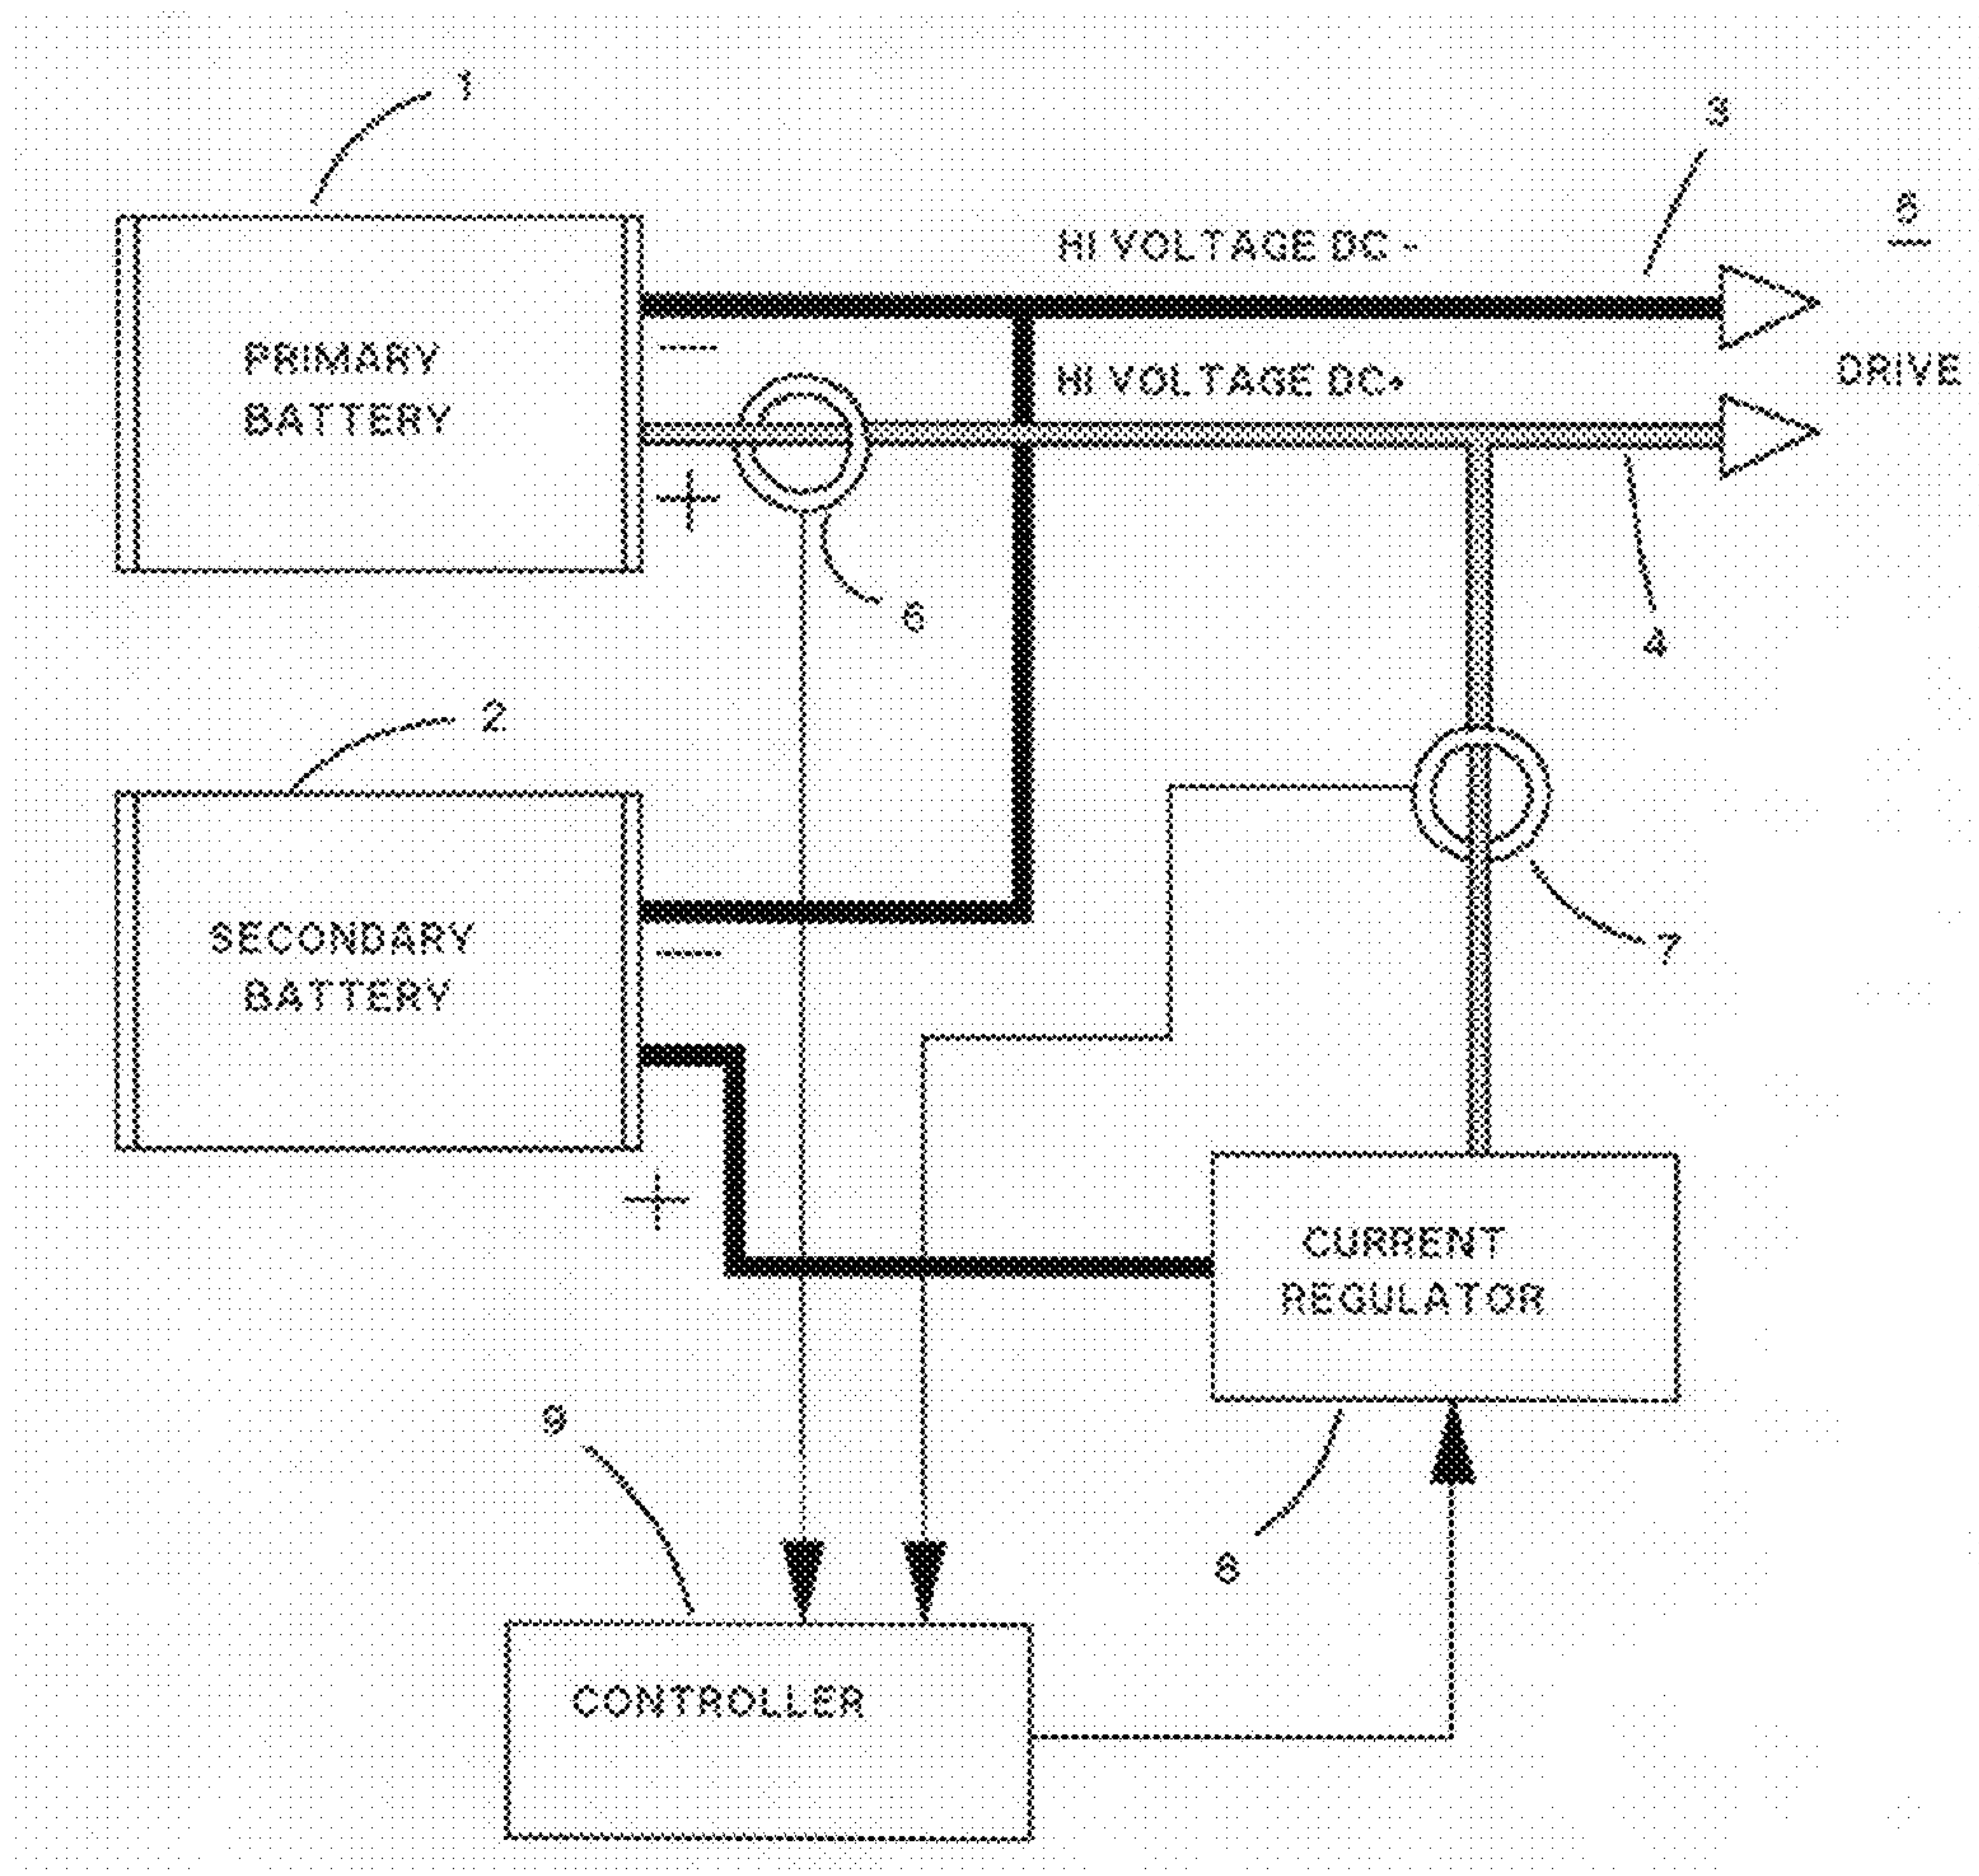 1
3
5
HI VOLTAGE DC -
DRIVE
HI VOLTAGE DC+
PRIMARY
BATTERY
−
+
6
4
2
7
SECONDARY
BATTERY
−
+
CURRENT
REGULATOR
9
8
CONTROLLER